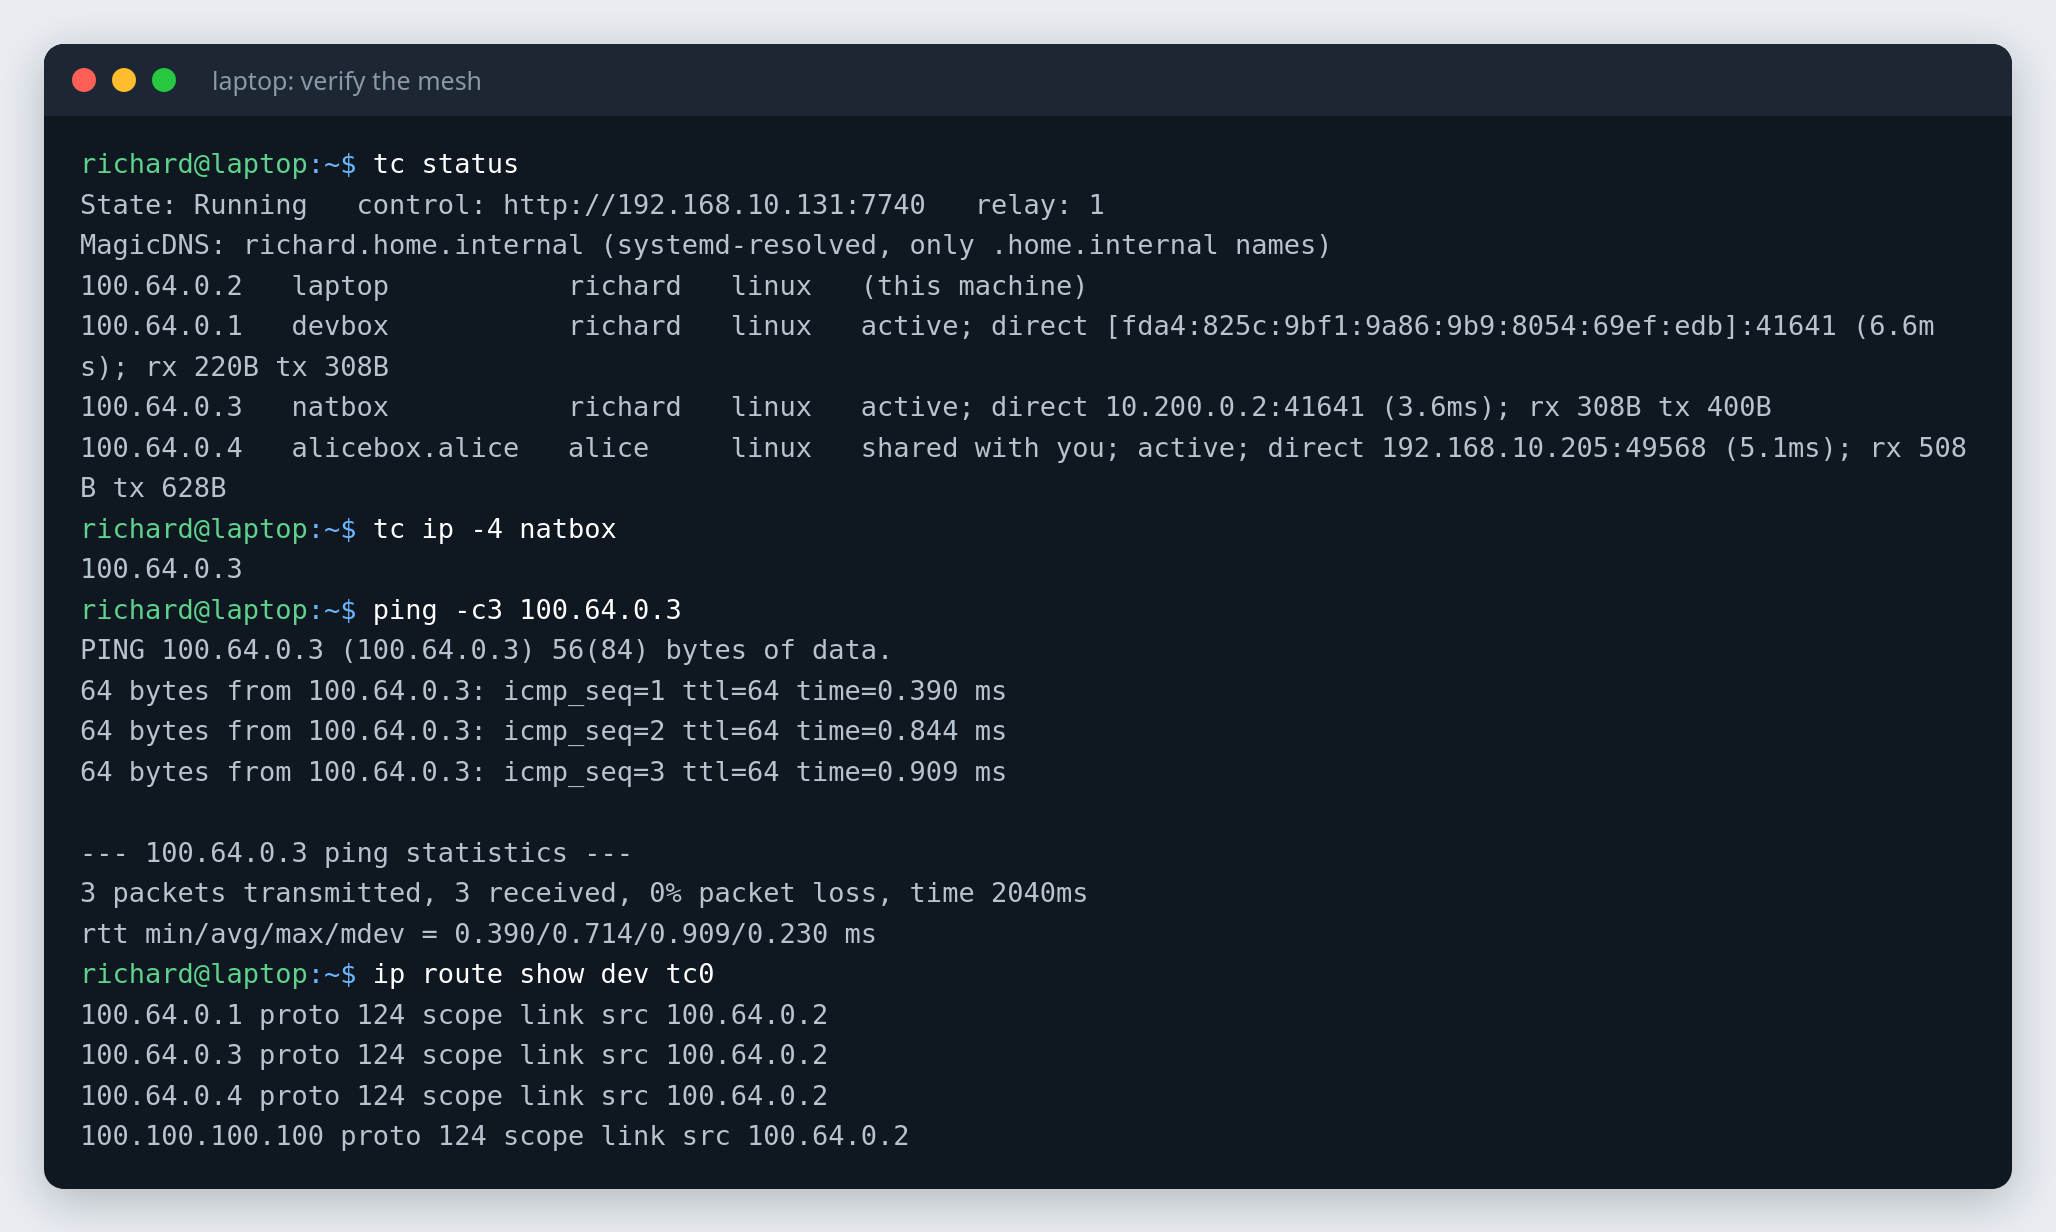 laptop: verify the mesh
richard@laptop:~$ tc status
State: Running   control: http://192.168.10.131:7740   relay: 1
MagicDNS: richard.home.internal (systemd-resolved, only .home.internal names)
100.64.0.2   laptop           richard   linux   (this machine)
100.64.0.1   devbox           richard   linux   active; direct [fda4:825c:9bf1:9a86:9b9:8054:69ef:edb]:41641 (6.6m
s); rx 220B tx 308B
100.64.0.3   natbox           richard   linux   active; direct 10.200.0.2:41641 (3.6ms); rx 308B tx 400B
100.64.0.4   alicebox.alice   alice     linux   shared with you; active; direct 192.168.10.205:49568 (5.1ms); rx 508
B tx 628B
richard@laptop:~$ tc ip -4 natbox
100.64.0.3
richard@laptop:~$ ping -c3 100.64.0.3
PING 100.64.0.3 (100.64.0.3) 56(84) bytes of data.
64 bytes from 100.64.0.3: icmp_seq=1 ttl=64 time=0.390 ms
64 bytes from 100.64.0.3: icmp_seq=2 ttl=64 time=0.844 ms
64 bytes from 100.64.0.3: icmp_seq=3 ttl=64 time=0.909 ms
--- 100.64.0.3 ping statistics ---
3 packets transmitted, 3 received, 0% packet loss, time 2040ms
rtt min/avg/max/mdev = 0.390/0.714/0.909/0.230 ms
richard@laptop:~$ ip route show dev tc0
100.64.0.1 proto 124 scope link src 100.64.0.2
100.64.0.3 proto 124 scope link src 100.64.0.2
100.64.0.4 proto 124 scope link src 100.64.0.2
100.100.100.100 proto 124 scope link src 100.64.0.2